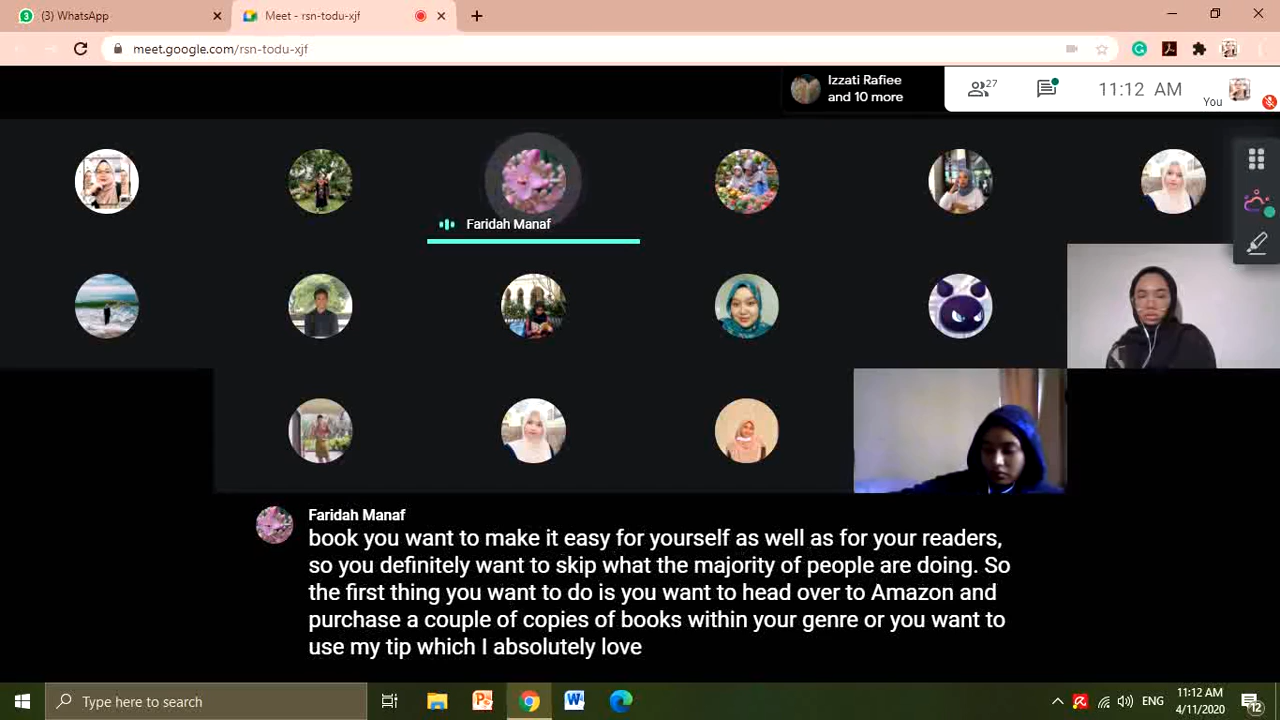 (3) WhatsApp
Meet - rsn-todu-xjf
meet.google.com/rsn-todu-xjf
Izzati Rafiee
and 10 more
27
11:12 AM
You
Faridah Manaf
Faridah Manaf
book you want to make it easy for yourself as well as for your readers,
so you definitely want to skip what the majority of people are doing. So
the first thing you want to do is you want to head over to Amazon and
purchase a couple of copies of books within your genre or you want to
use my tip which I absolutely love
Type here to search
ENG
11:12 AM
4/11/2020
12